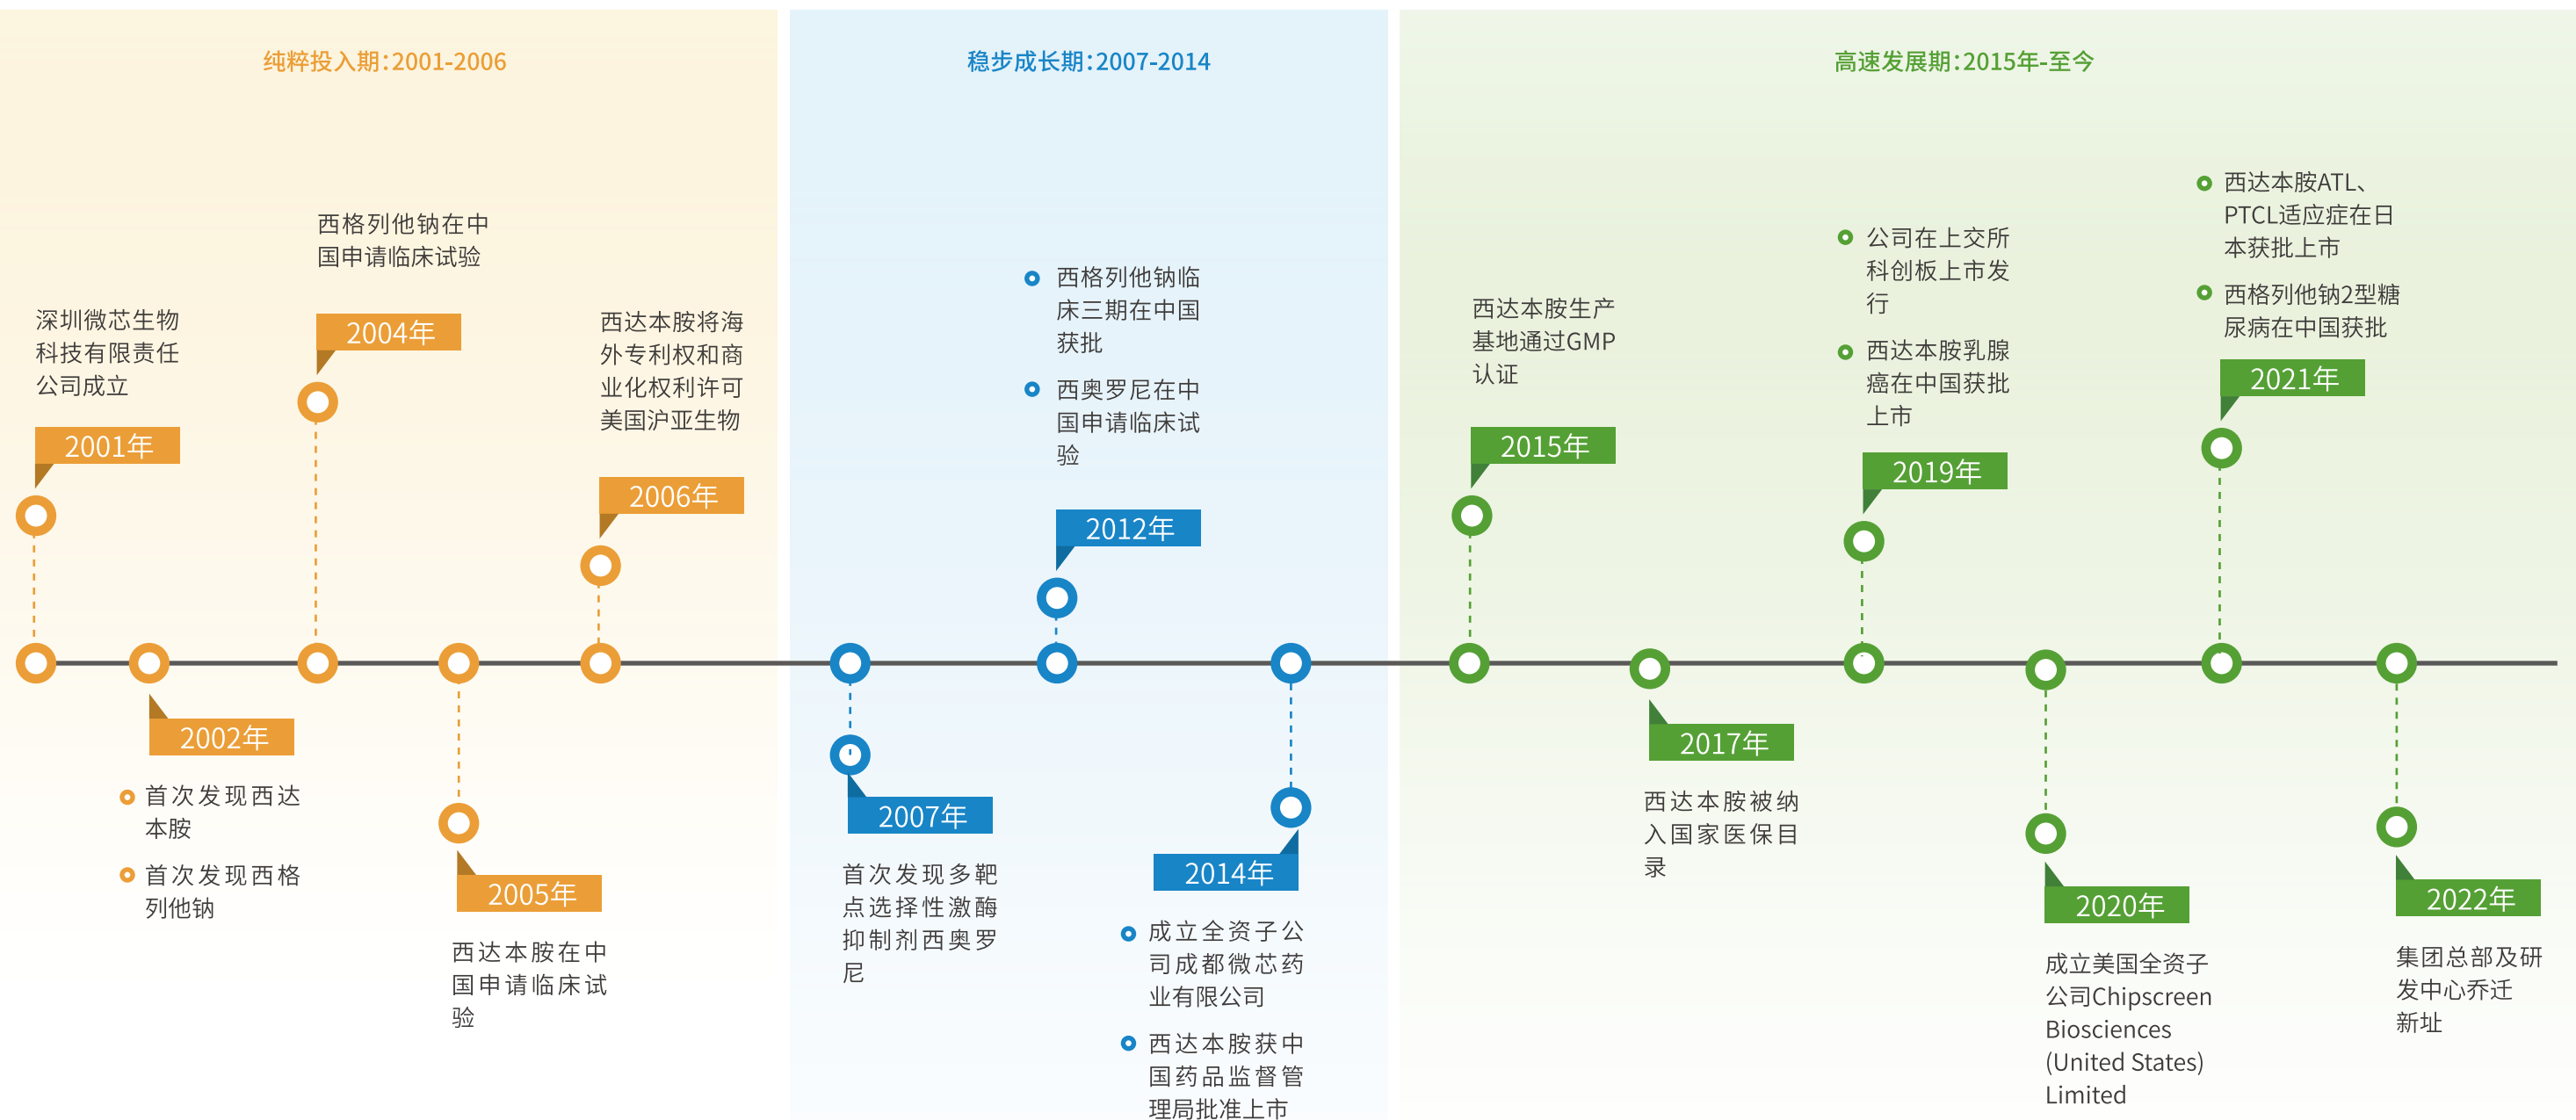 纯粹投入期：2001-2006
深圳微芯生物
科技有限责任
公司成立
2001年
2002年
首次发现西达
本胺
首次发现西格
列他钠
西格列他钠在中
国申请临床试验
2004年
2005年
西达本胺在中
国申请临床试
验
西达本胺将海
外专利权和商
业化权利许可
美国沪亚生物
2006年
稳步成长期：2007-2014
2007年
首次发现多靶
点选择性激酶
抑制剂西奥罗
尼
西格列他钠临
床三期在中国
获批
西奥罗尼在中
国申请临床试
验
2012年
2014年
成立全资子公
司成都微芯药
业有限公司
西达本胺获中
国药品监督管
理局批准上市
高速发展期：2015年-至今
西达本胺生产
基地通过GMP
认证
2015年
2017年
西达本胺被纳
入国家医保目
录
公司在上交所
科创板上市发
行
西达本胺乳腺
癌在中国获批
上市
2019年
2020年
成立美国全资子
公司Chipscreen
Biosciences
(United States)
Limited
西达本胺ATL、
PTCL适应症在日
本获批上市
西格列他钠2型糖
尿病在中国获批
2021年
2022年
集团总部及研
发中心乔迁
新址